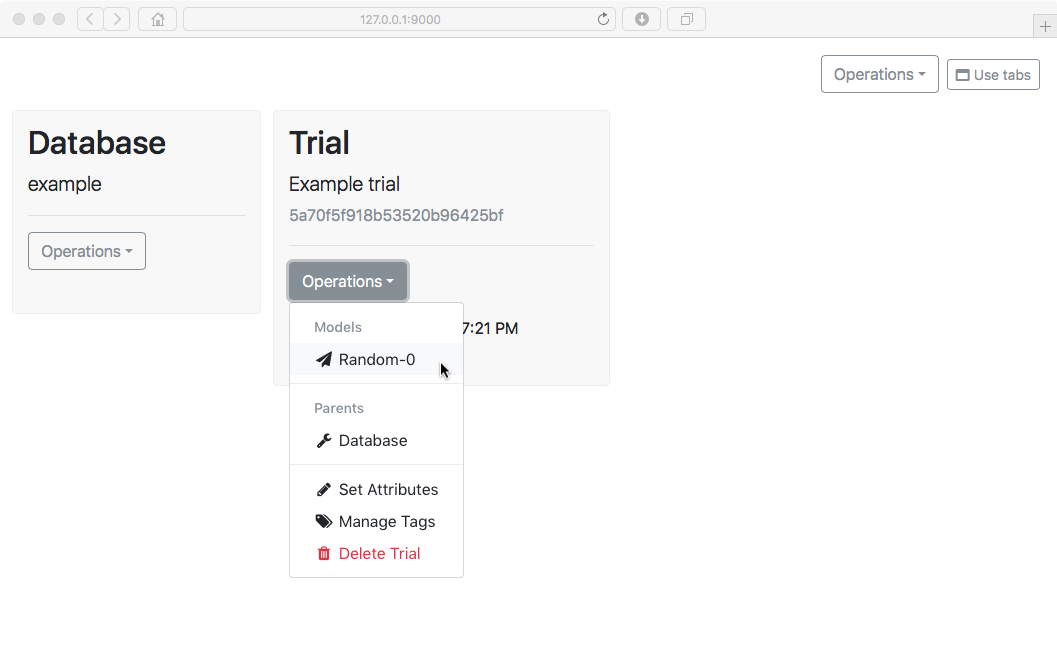 127.0.0.1:9000
Operations
Use tabs
Database
example
Operations
Trial
Example trial
5a70f5f918b53520b96425bf
Operations
7:21 PM
Models
Random-0
Parents
Database
Set Attributes
Manage Tags
Delete Trial